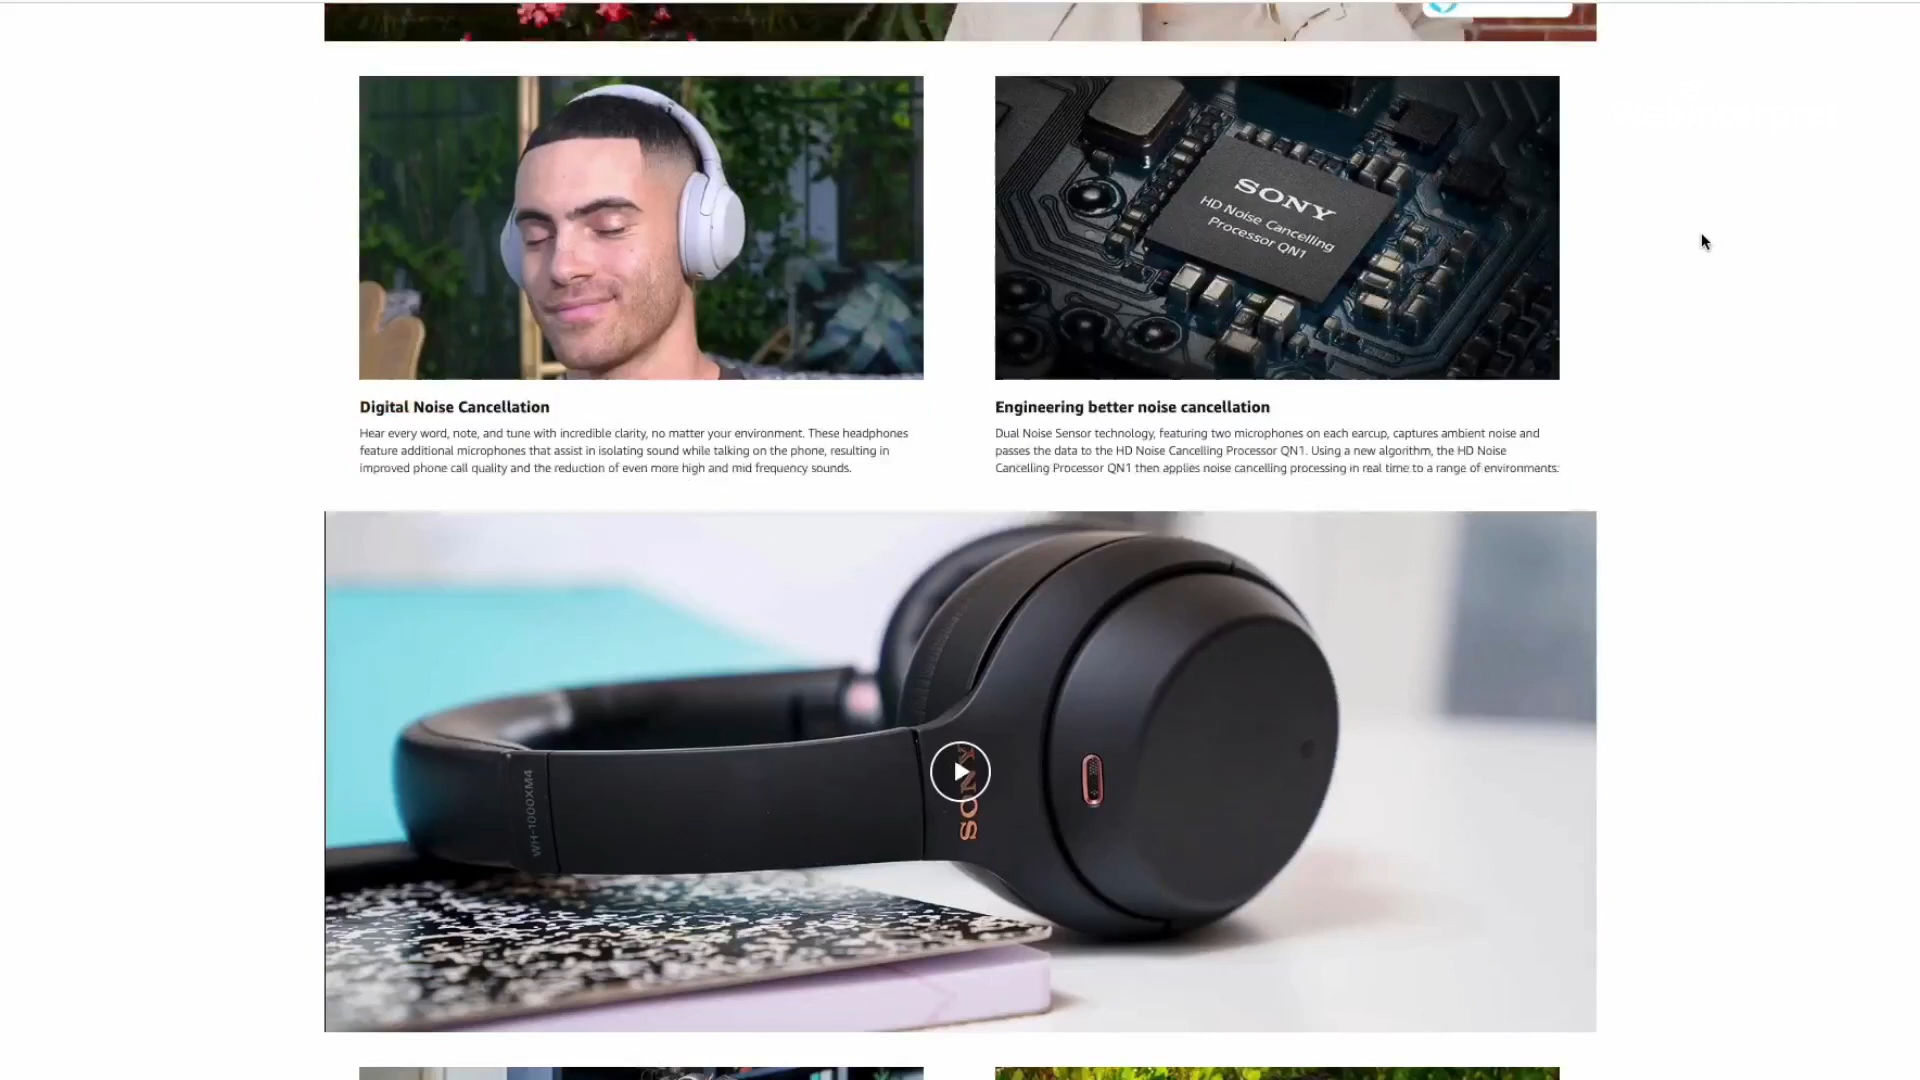 SONY
HD Noise Cancelling
Processor QN1
Digital Noise Cancellation
Hear every word, note, and tune with incredible clarity, no matter your environment. These headphones
feature additional microphones that assist in isolating sound while talking on the phone, resulting in
improved phone call quality and the reduction of even more high and mid frequency sounds.
Engineering better noise cancellation
Dual Noise Sensor technology, featuring two microphones on each earcup, captures ambient noise and
passes the data to the HD Noise Cancelling Processor QN1. Using a new algorithm, the HD Noise
Cancelling Processor QN1 then applies noise cancelling processing in real time to a range of environments.
WH-1000XM4
SONY